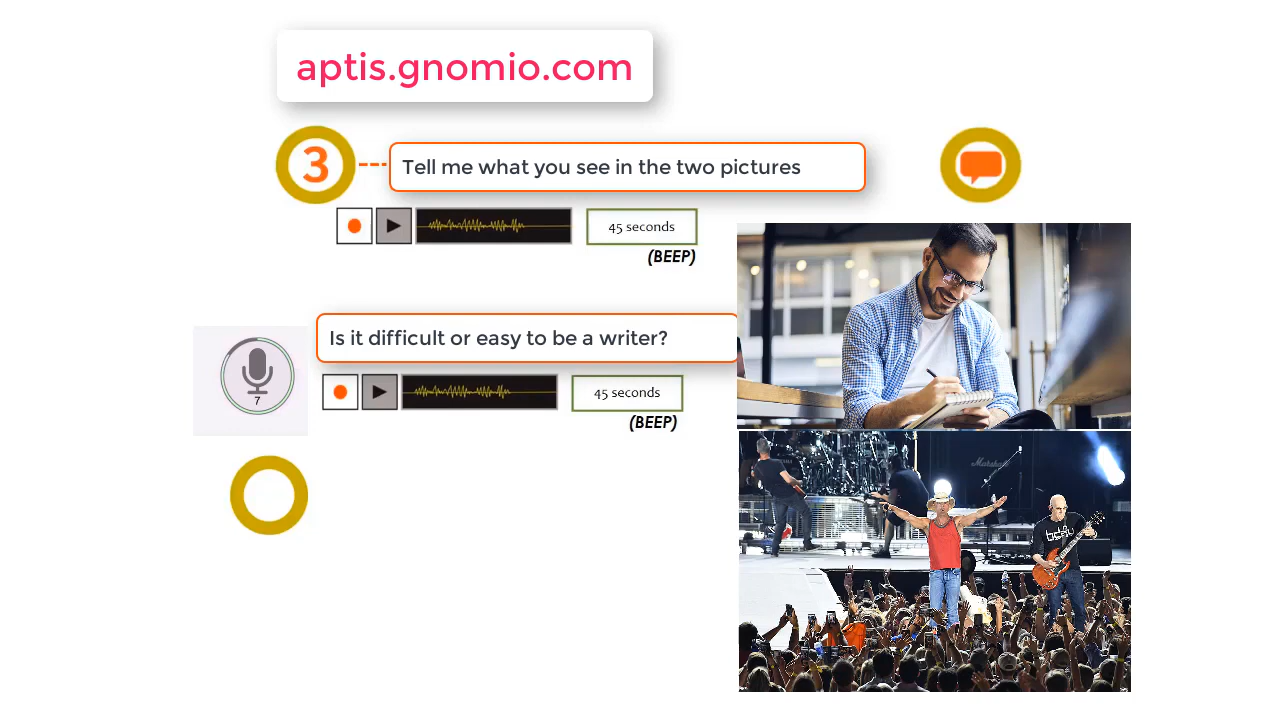 aptis.gnomio.com
3
Tell me what you see in the two pictures
45 seconds
(BEEP)
Is it difficult or easy to be a writer?
7
45 seconds
(BEEP)
Marshall